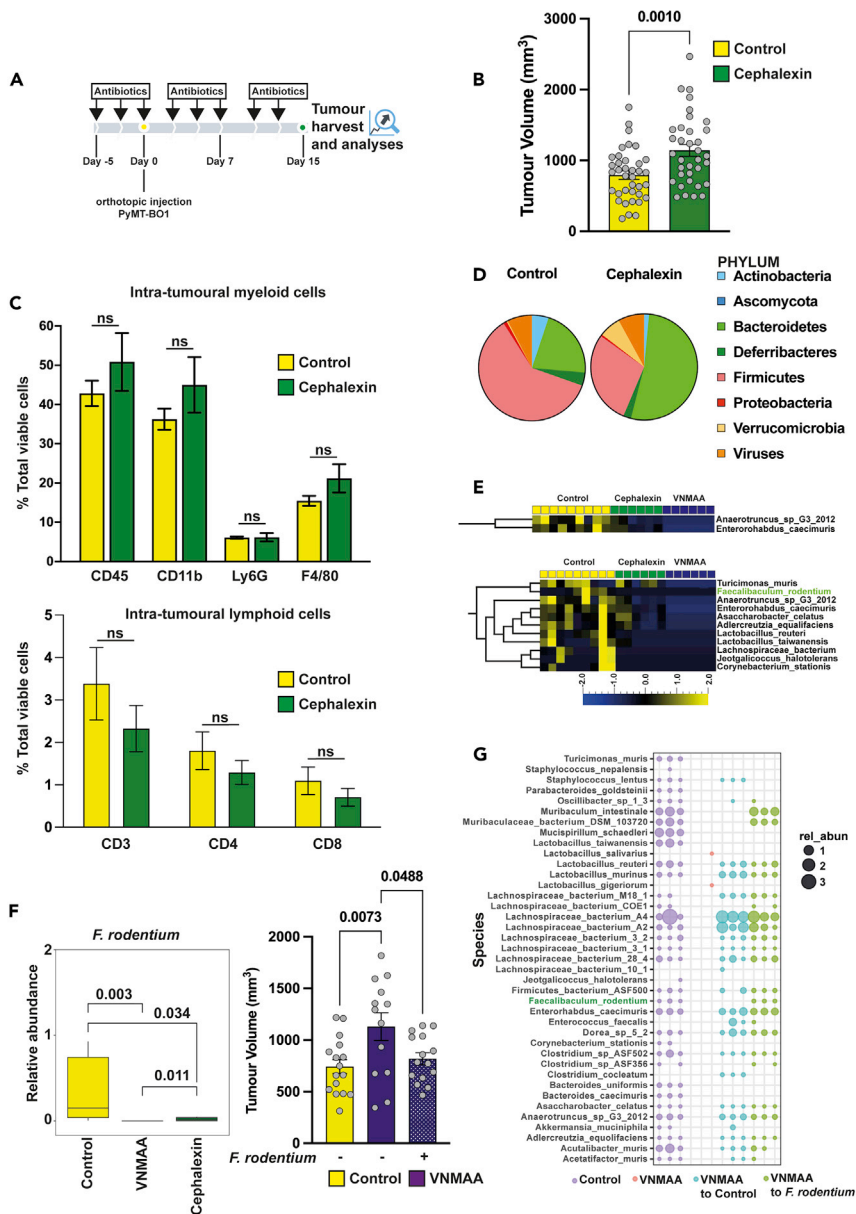 A
Antibiotics
Antibiotics
Antibiotics
Tumour
harvest
and analyses
Day -5
Day 0
Day 7
Day 15
orthotopic injection
PyMT-BO1
B
0.0010
Tumour Volume (mm³)
3000
2000
1000
0
Control
Cephalexin
C
Intra-tumoural myeloid cells
% Total viable cells
60
50
40
30
20
10
0
ns
ns
ns
ns
Control
Cephalexin
CD45
CD11b
Ly6G
F4/80
Intra-tumoural lymphoid cells
% Total viable cells
5
4
3
2
1
0
ns
ns
ns
Control
Cephalexin
CD3
CD4
CD8
D
Control
Cephalexin
PHYLUM
Actinobacteria
Ascomycota
Bacteroidetes
Deferribacteres
Firmicutes
Proteobacteria
Verrucomicrobia
Viruses
E
Control
Cephalexin
VNMAA
Anaerotruncus_sp_G3_2012
Enterorohabdus_caecimuris
Control
Cephalexin
VNMAA
Turicimonas_muris
Faecalibaculum_rodentium
Anaerotruncus_sp_G3_2012
Enterorohabdus_caecimuris
Asaccharobacter_celatus
Adlercreutzia_equalifaciens
Lactobacillus_reuteri
Lactobacillus_taiwanensis
Lachnospiraceae_bacterium
Jeotgalicoccus_halotolerans
Corynebacterium_stationis
-2.0
-1.0
0.0
1.0
2.0
F
F. rodentium
Relative abundance
2
1
0
0.003
0.034
0.011
Control
VNMAA
Cephalexin
0.0488
0.0073
Tumour Volume (mm³)
2000
1500
1000
500
0
F. rodentium
-
-
+
Control
VNMAA
G
Species
Turicimonas_muris
Staphylococcus_nepalensis
Staphylococcus_lentus
Parabacteroides_goldsteinii
Oscillibacter_sp_1_3
Muribaculum_intestinale
Muribaculaceae_bacterium_DSM_103720
Mucispirillum_schaedleri
Lactobacillus_taiwanensis
Lactobacillus_salivarius
Lactobacillus_reuteri
Lactobacillus_murinus
Lactobacillus_gigeriorum
Lachnospiraceae_bacterium_M18_1
Lachnospiraceae_bacterium_COE1
Lachnospiraceae_bacterium_A4
Lachnospiraceae_bacterium_A2
Lachnospiraceae_bacterium_3_2
Lachnospiraceae_bacterium_3_1
Lachnospiraceae_bacterium_28_4
Lachnospiraceae_bacterium_10_1
Jeotgalicoccus_halotolerans
Firmicutes_bacterium_ASF500
Faecalibaculum_rodentium
Enterorhabdus_caecimuris
Enterococcus_faecalis
Dorea_sp_5_2
Corynebacterium_stationis
Clostridium_sp_ASF502
Clostridium_sp_ASF356
Clostridium_cocleatum
Bacteroides_uniformis
Bacteroides_caecimuris
Asaccharobacter_celatus
Anaerotruncus_sp_G3_2012
Akkermansia_muciniphila
Adlercreutzia_equolifaciens
Acutalibacter_muris
Acetatifactor_muris
rel_abun
1
2
3
Control
VNMAA
VNMAA
to Control
VNMAA
to F. rodentium